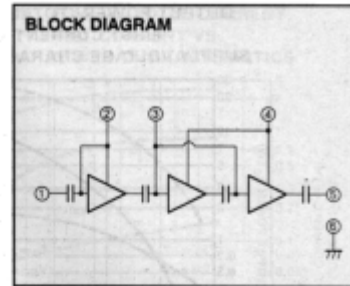 BLOCK DIAGRAM
② ③ ④
① ⑤
⑥